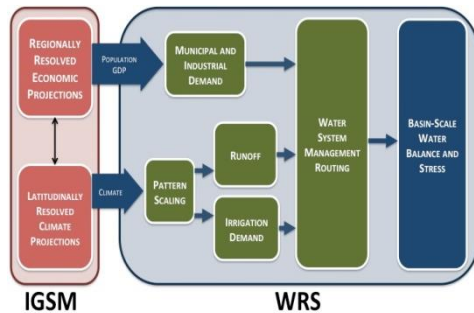 REGIONALLY
RESOLVED
ECONOMIC
PROJECTIONS
POPULATION
GDP
MUNICIPAL AND
INDUSTRIAL
DEMAND
WATER
SYSTEM
MANAGEMENT
ROUTING
BASIN-SCALE
WATER
BALANCE AND
STRESS
RUNOFF
LATITUDINALLY
RESOLVED
CLIMATE
PROJECTIONS
CLIMATE
PATTERN
SCALING
IRRIGATION
DEMAND
IGSM
WRS